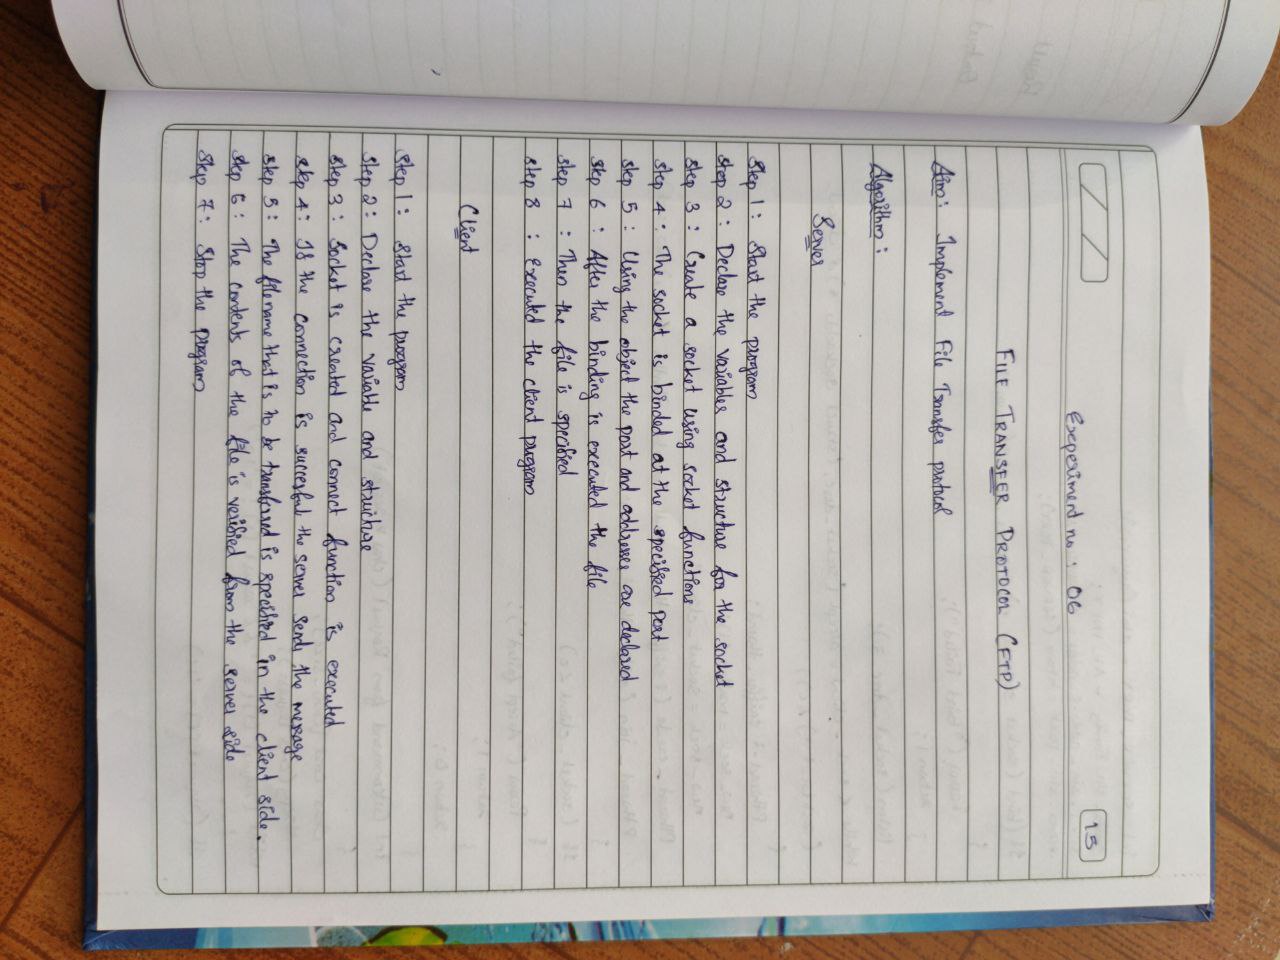 15
Experiment no: 06
FILE TRANSFER PROTOCOL (FTP)
Aim: Implement File Transfer protocol
Algorithm:
Server
Step 1: Start the program
Step 2: Declare the variables and structure for the socket
Step 3: Create a socket using socket functions
Step 4: The socket is binded at the specified port
Step 5: Using the object the port and addresses are declared
Step 6: After the binding is executed the file
Step 7: Then the file is specified
Step 8: executed the client program
Client
Step 1: Start the program
Step 2: Declare the variable and structure
Step 3: Socket is created and connect function is executed
Step 4: If the connection is successful the server sends the message
Step 5: The filename that is to be transferred is specified in the client side.
Step 6: The contents of the file is verified from the server side
Step 7: Stop the program